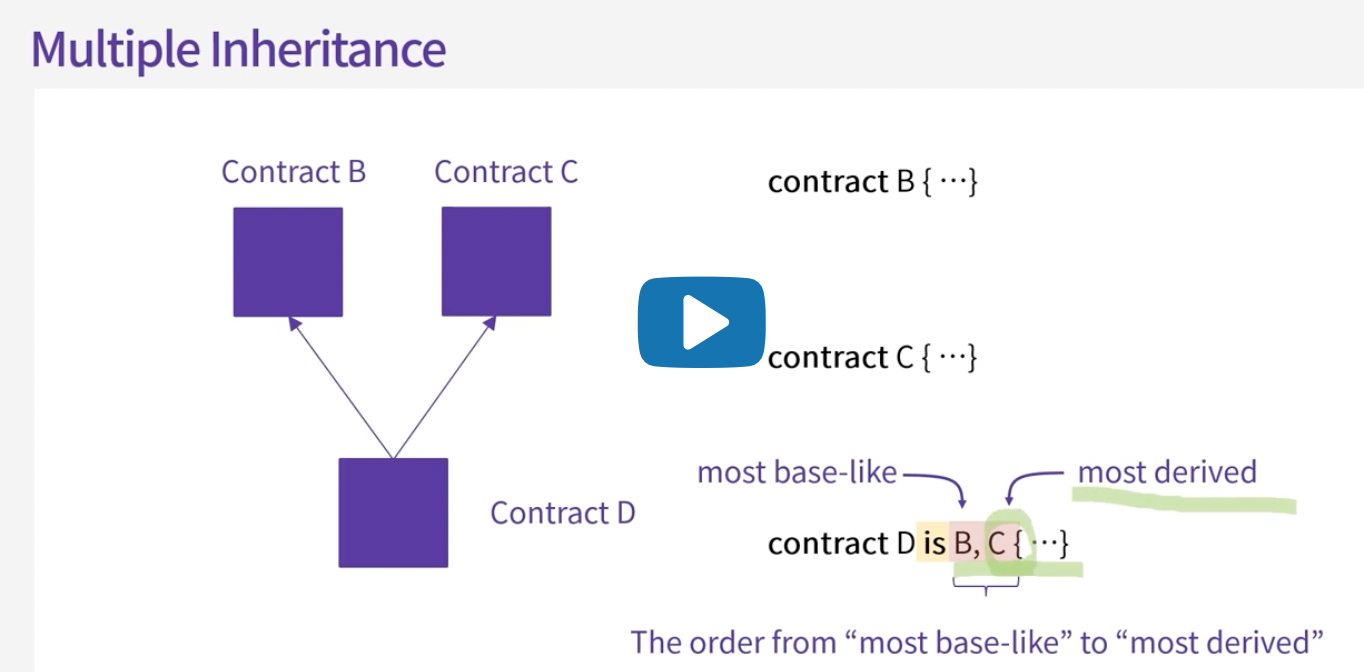 Multiple Inheritance
Contract B
Contract C
Contract D
contract B { ⋯}
contract C { ⋯}
most base-like
most derived
contract D is B, C { ⋯}
The order from “most base-like” to “most derived”